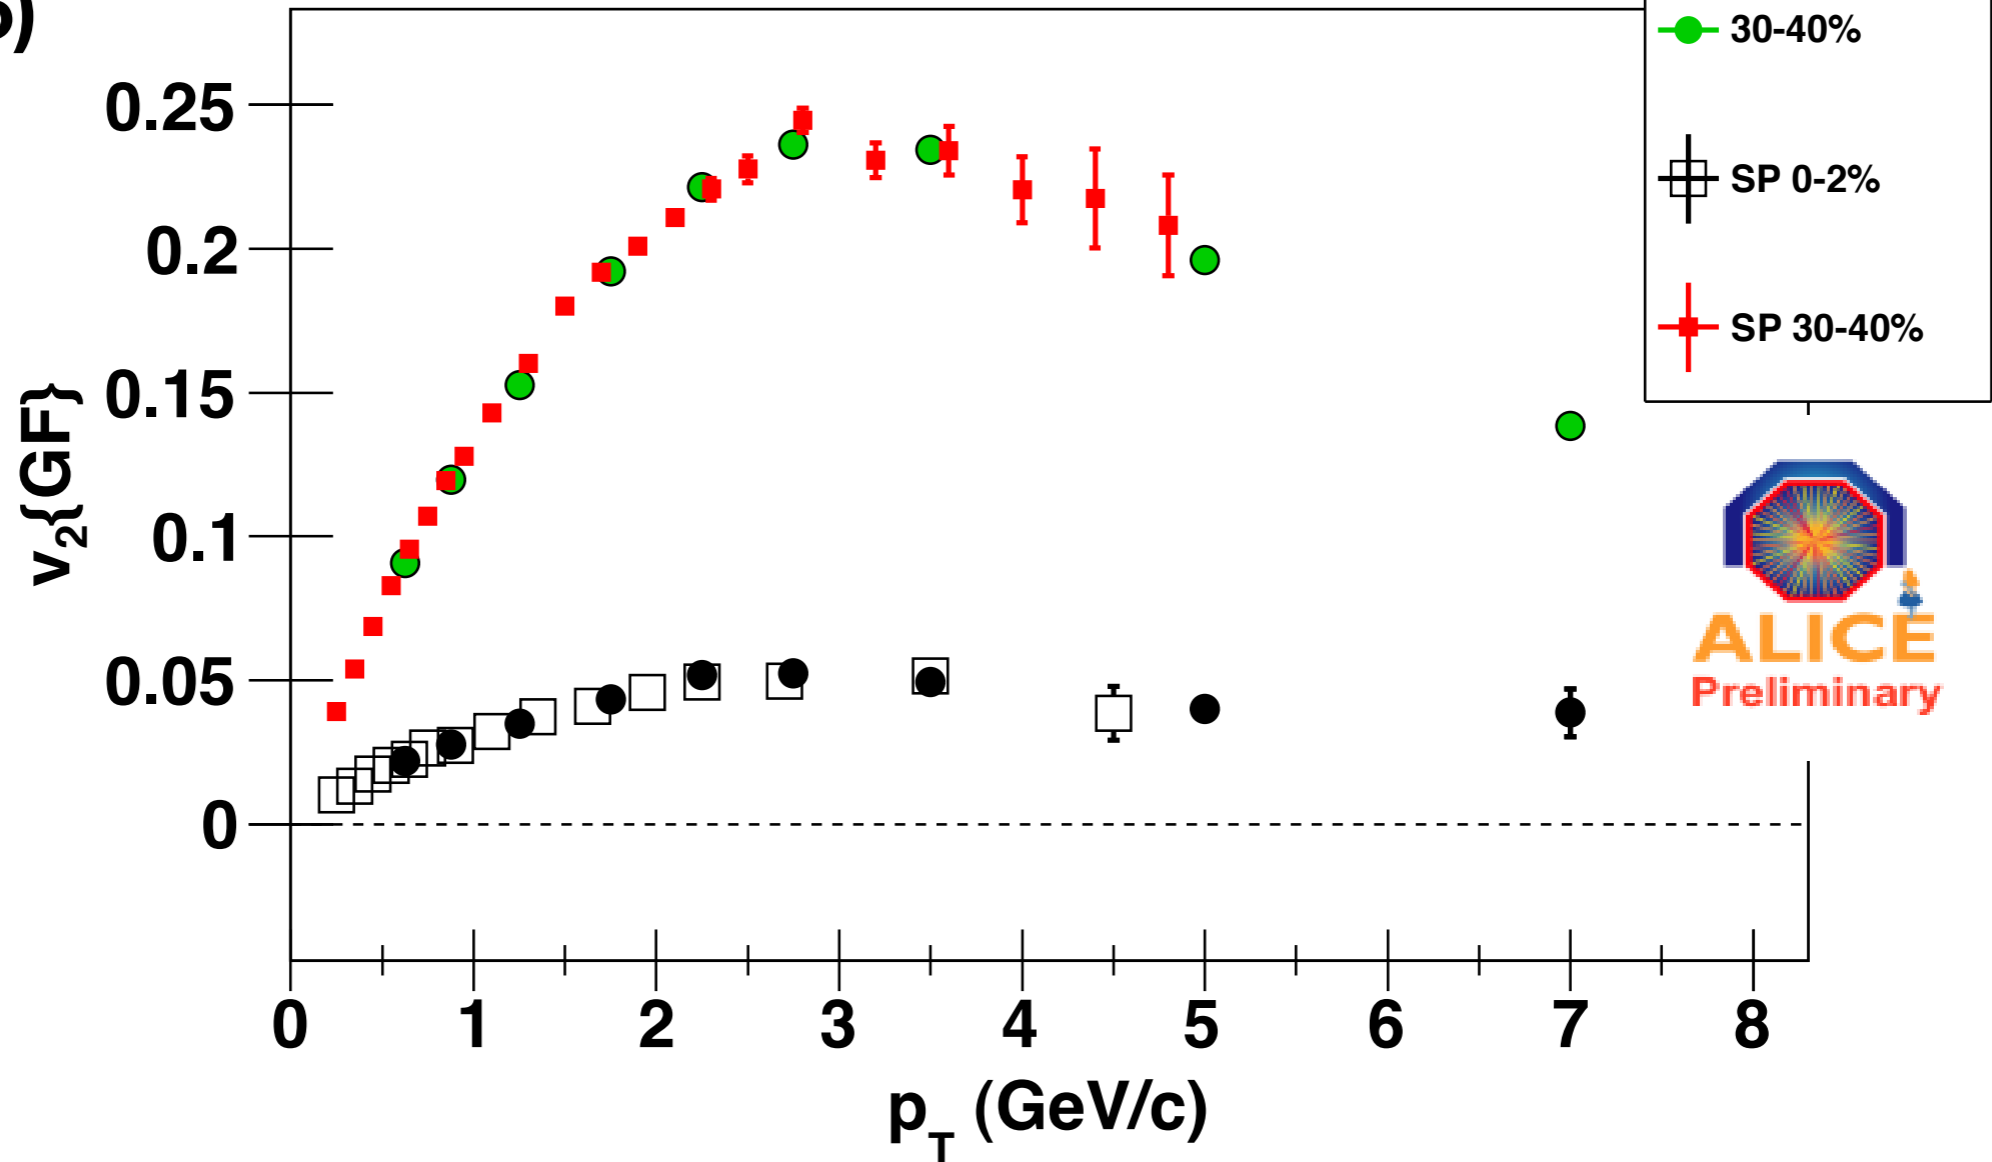 30-40%
SP 0-2%
SP 30-40%
0.25
0.2
0.15
0.1
0.05
0
v2{GF}
ALICE
Preliminary
0 1 2 3 4 5 6 7 8
pT (GeV/c)